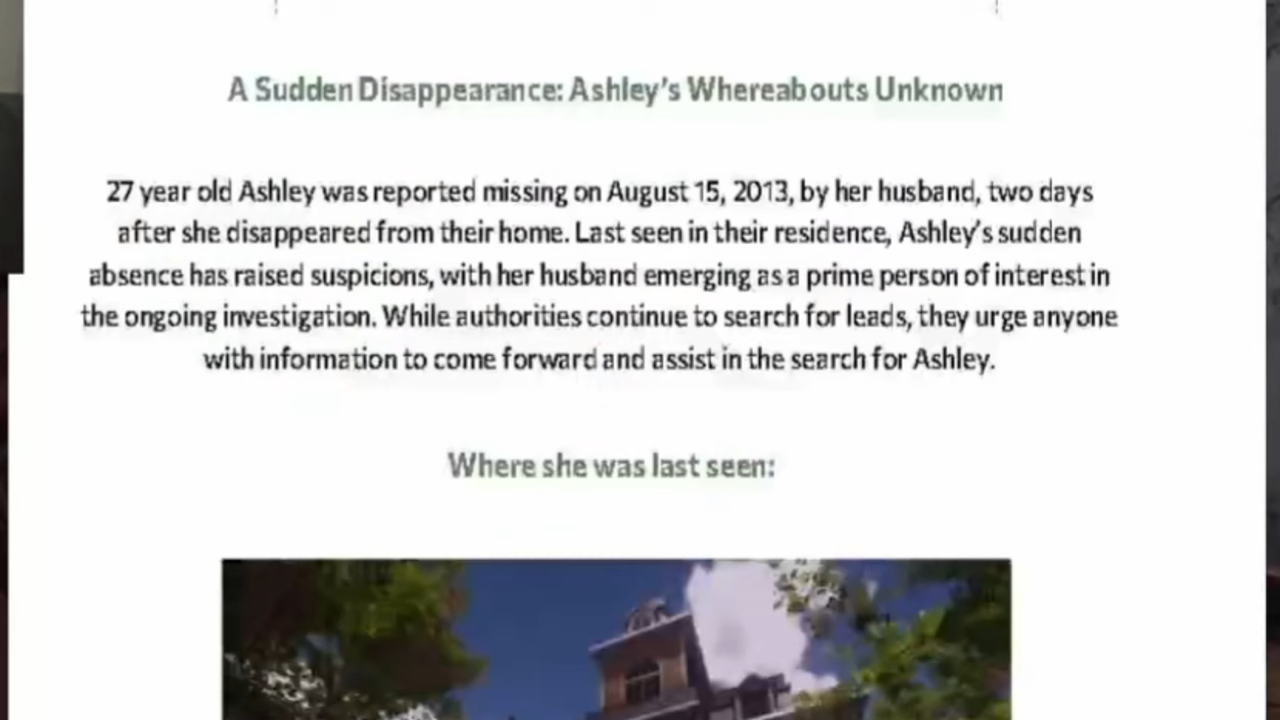 A Sudden Disappearance: Ashley's Whereabouts Unknown
27 year old Ashley was reported missing on August 15, 2013, by her husband, two days
after she disappeared from their home. Last seen in their residence, Ashley's sudden
absence has raised suspicions, with her husband emerging as a prime person of interest in
the ongoing investigation. While authorities continue to search for leads, they urge anyone
with information to come forward and assist in the search for Ashley.
Where she was last seen: